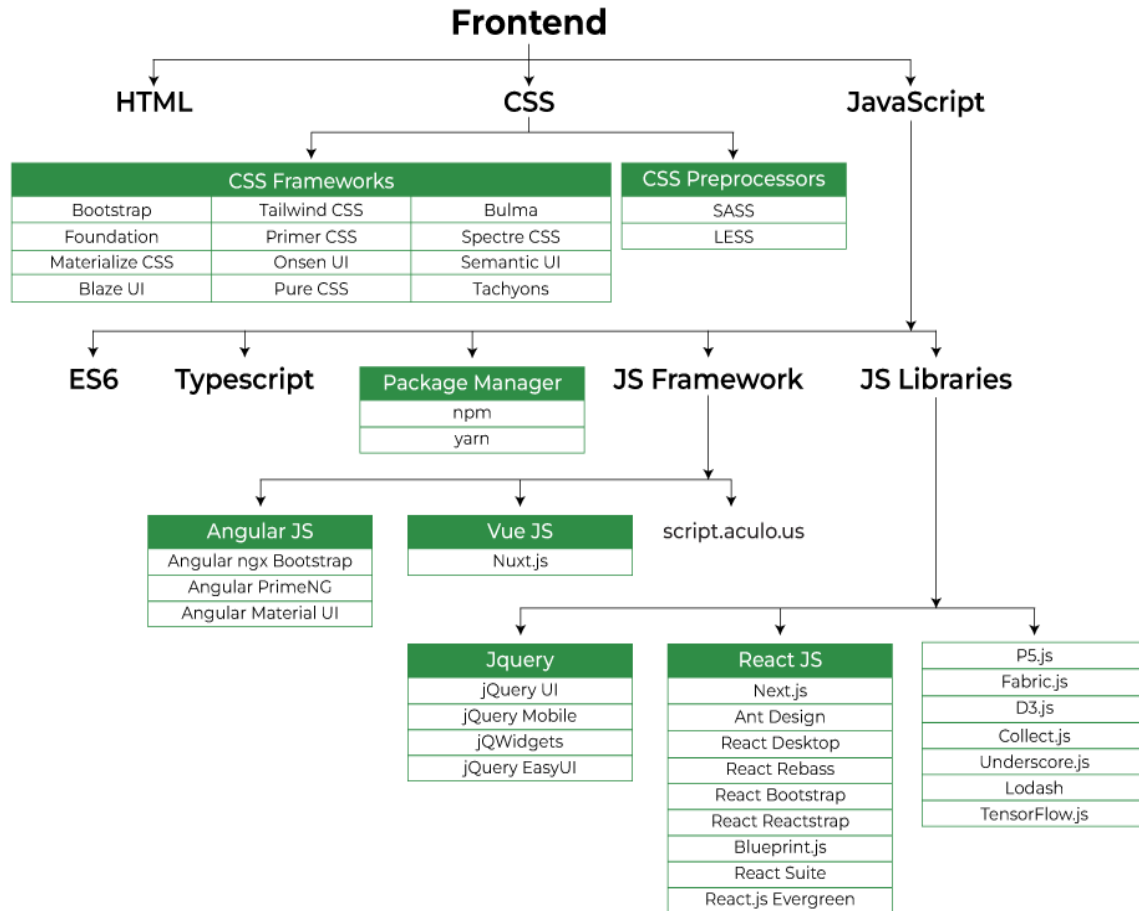 Frontend
HTML
CSS
JavaScript
CSS Frameworks
Bootstrap
Tailwind CSS
Bulma
Foundation
Primer CSS
Spectre CSS
Materialize CSS
Onsen UI
Semantic UI
Blaze UI
Pure CSS
Tachyons
CSS Preprocessors
SASS
LESS
ES6
Typescript
Package Manager
npm
yarn
JS Framework
JS Libraries
Angular JS
Angular ngx Bootstrap
Angular PrimeNG
Angular Material UI
Vue JS
Nuxt.js
script.aculo.us
Jquery
jQuery UI
jQuery Mobile
jQWidgets
jQuery EasyUI
React JS
Next.js
Ant Design
React Desktop
React Rebass
React Bootstrap
React Reactstrap
Blueprint.js
React Suite
React.js Evergreen
P5.js
Fabric.js
D3.js
Collect.js
Underscore.js
Lodash
TensorFlow.js